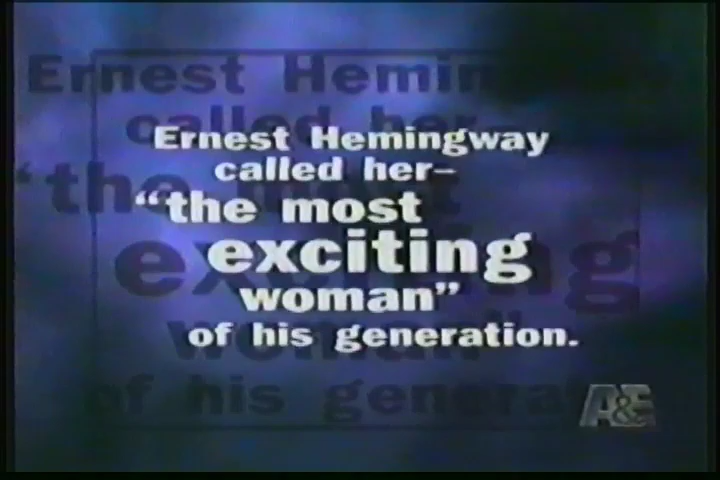 Ernest Hemingway
called her–
“the most
exciting
woman”
of his generation.
A&E